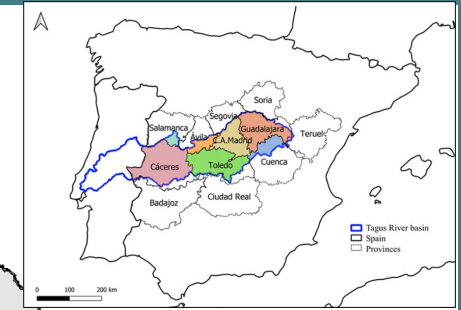 Soria
Segovia
Salamanca
Guadalajara
Ávila
C.A.Madrid
Teruel
Cuenca
Cáceres
Toledo
Badajoz
Ciudad Real
Tagus River basin
Spain
Provinces
0 100 200 km